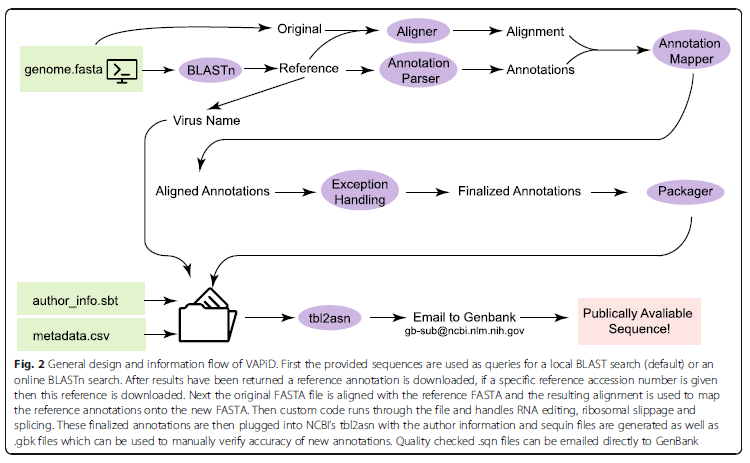 Original
Aligner
Alignment
genome.fasta
BLASTn
Reference
Annotation
Parser
Annotations
Annotation
Mapper
Virus Name
Aligned Annotations
Exception
Handling
Finalized Annotations
Packager
author_info.sbt
metadata.csv
tbl2asn
Email to Genbank
gb-sub@ncbi.nlm.nih.gov
Publically Avaliable
Sequence!
Fig. 2 General design and information flow of VAPiD. First the provided sequences are used as queries for a local BLAST search (default) or an
online BLASTn search. After results have been returned a reference annotation is downloaded, if a specific reference accession number is given
then this reference is downloaded. Next the original FASTA file is aligned with the reference FASTA and the resulting alignment is used to map
the reference annotations onto the new FASTA. Then custom code runs through the file and handles RNA editing, ribosomal slippage and
splicing. These finalized annotations are then plugged into NCBI's tbl2asn with the author information and sequin files are generated as well as
.gbk files which can be used to manually verify accuracy of new annotations. Quality checked .sqn files can be emailed directly to GenBank